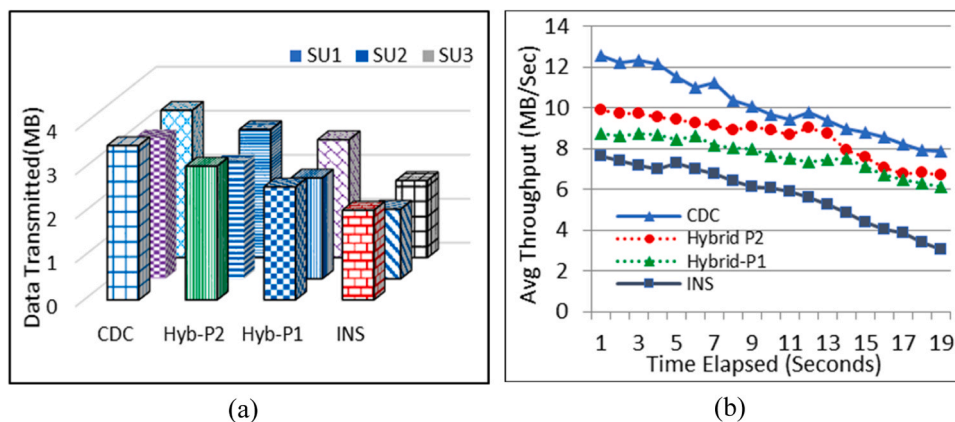 SU1 SU2 SU3
Data Transmitted(MB)
4
3
2
1
0
CDC Hyb-P2 Hyb-P1 INS
(a)
Avg Throughput (MB/Sec)
14
12
10
8
6
4
2
0
CDC
Hybrid P2
Hybrid-P1
INS
1 3 5 7 9 11 13 15 17 19
Time Elapsed (Seconds)
(b)